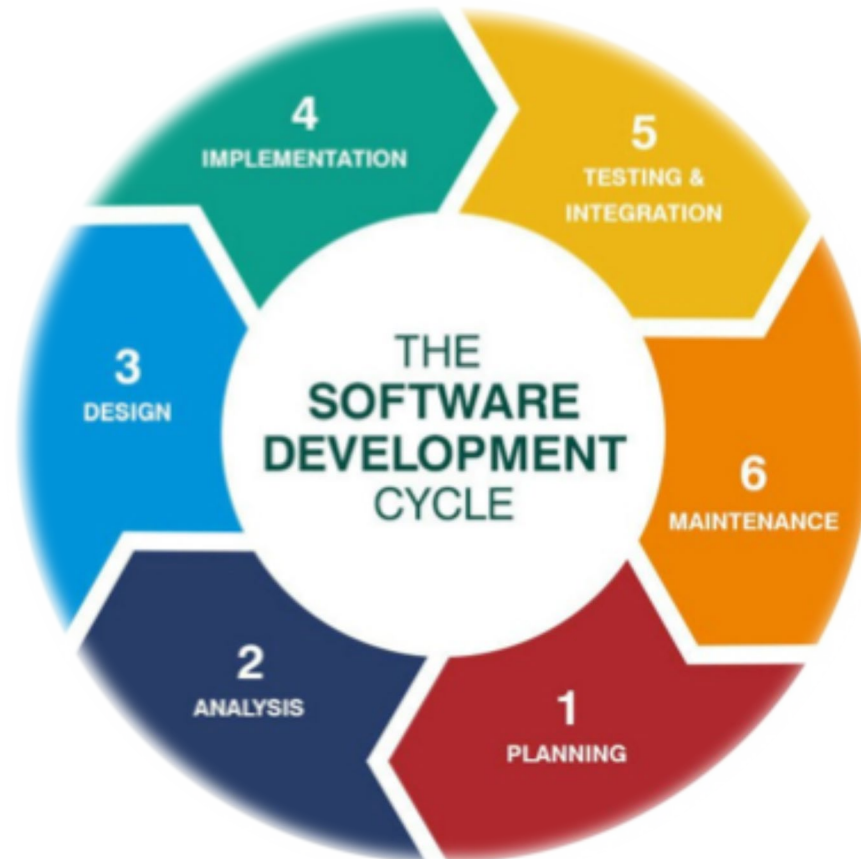 4
IMPLEMENTATION
5
TESTING &
INTEGRATION
3
DESIGN
THE
SOFTWARE
DEVELOPMENT
CYCLE
6
MAINTENANCE
2
ANALYSIS
1
PLANNING